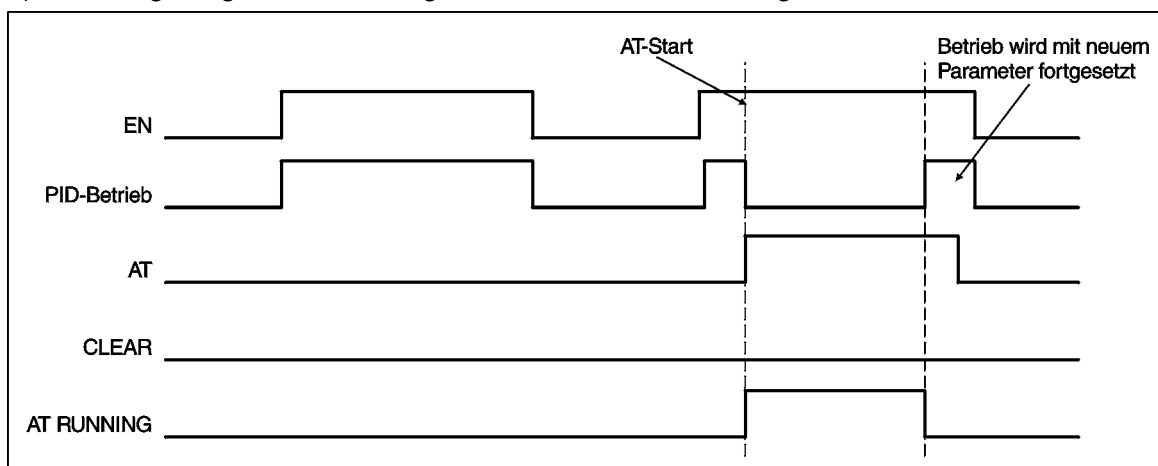 AT-Start
Betrieb wird mit neuem
Parameter fortgesetzt
EN
PID-Betrieb
AT
CLEAR
AT RUNNING